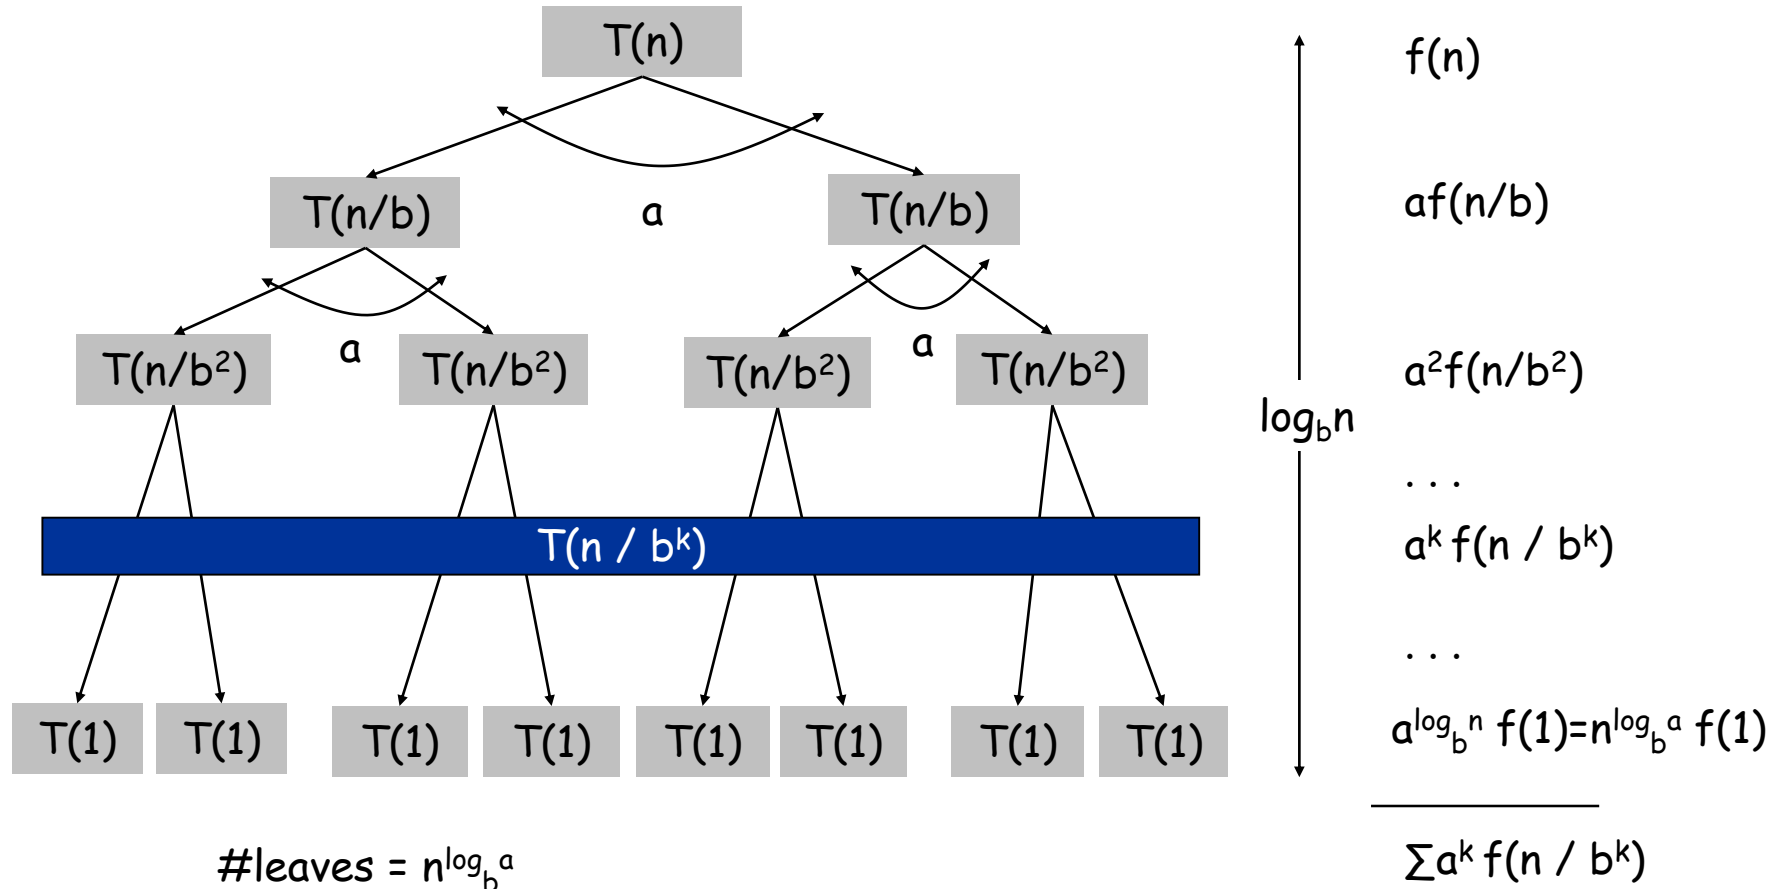 T(n)
f(n)
T(n/b) a T(n/b)
af(n/b)
T(n/b²) a T(n/b²) T(n/b²) a T(n/b²)
a²f(n/b²)
log_b n
. . .
T(n / bᵏ)
aᵏ f(n / bᵏ)
. . .
T(1) T(1) T(1) T(1) T(1) T(1) T(1) T(1)
a^log_b n f(1)=n^log_b a f(1)
#leaves = n^log_b a
∑aᵏ f(n / bᵏ)